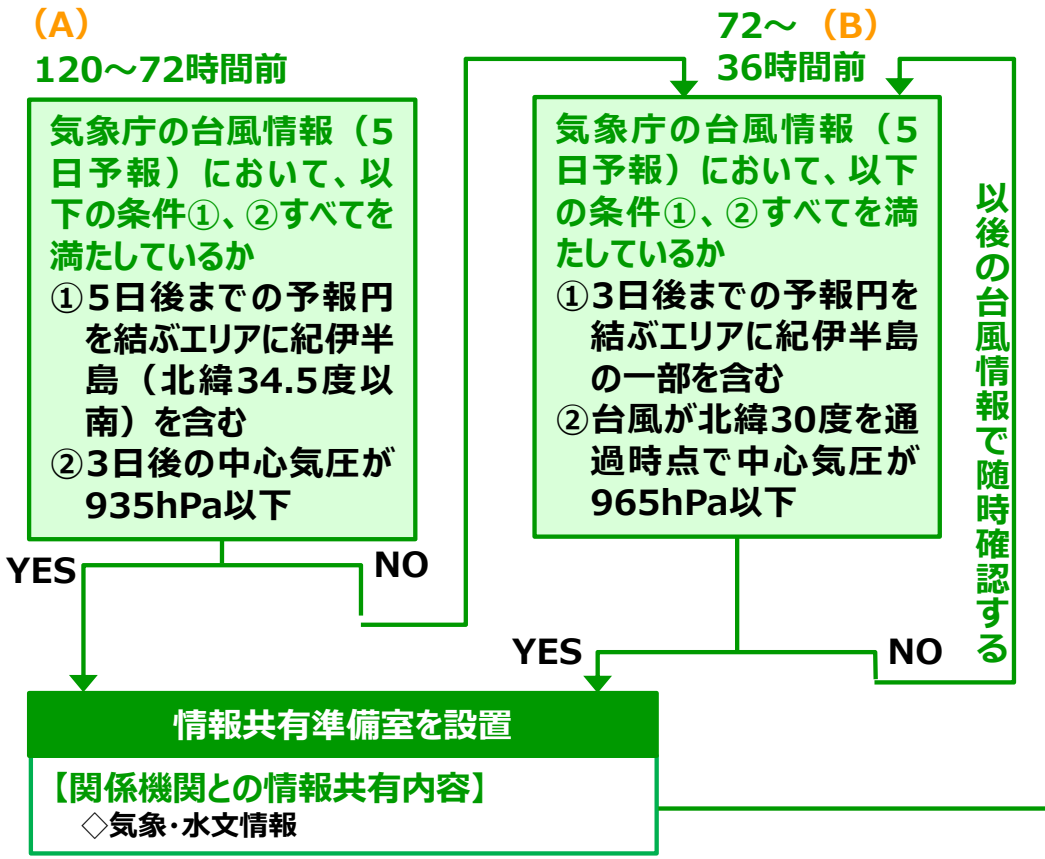 （A）
120～72時間前
気象庁の台風情報（5
日予報）において、以
下の条件①、②すべてを
満たしているか
①5日後までの予報円
を結ぶエリアに紀伊半
島（北緯34.5度以
南）を含む
②3日後の中心気圧が
935hPa以下
YES
NO
72～（B）
36時間前
気象庁の台風情報（5
日予報）において、以下
の条件①、②すべてを満
たしているか
①3日後までの予報円を
結ぶエリアに紀伊半島
の一部を含む
②台風が北緯30度を通
過時点で中心気圧が
965hPa以下
YES
NO
以後の台風情報で随時確認する
情報共有準備室を設置
【関係機関との情報共有内容】
◇気象・水文情報